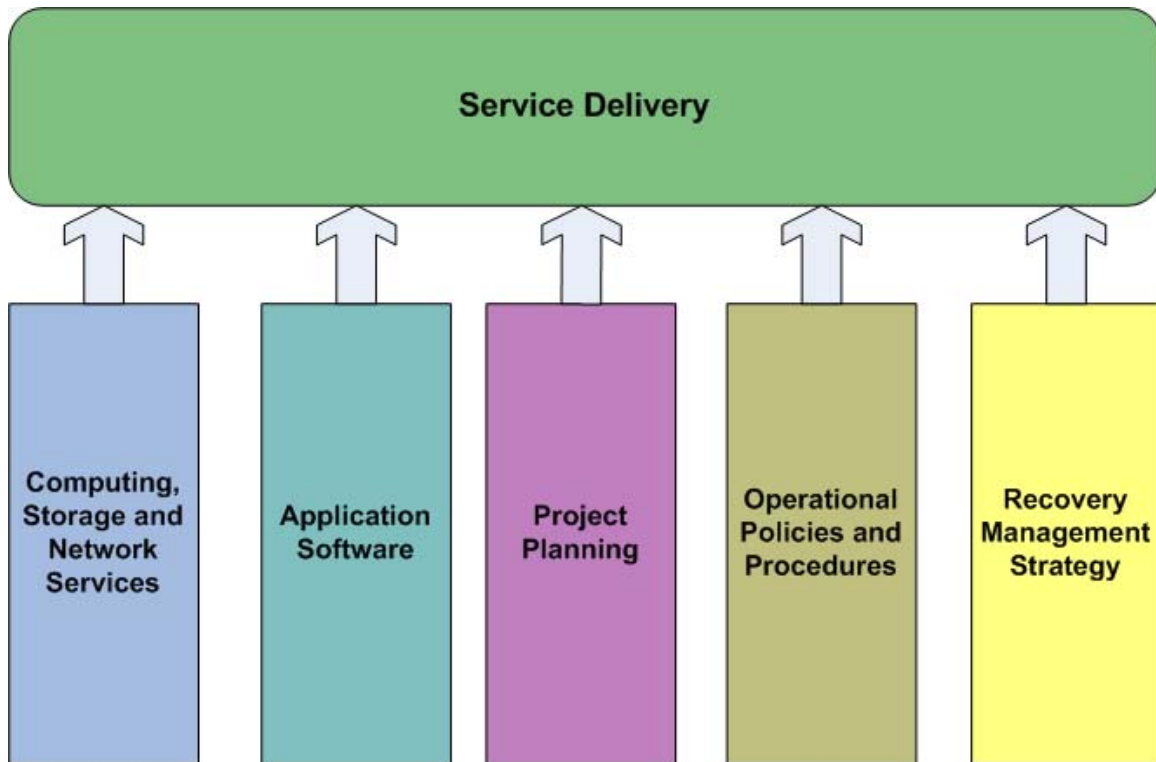 Service Delivery
Computing,
Storage and
Network
Services
Application
Software
Project
Planning
Operational
Policies and
Procedures
Recovery
Management
Strategy